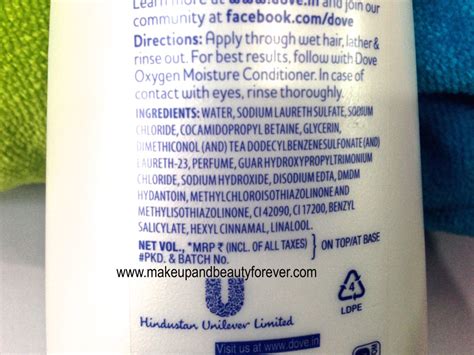 Learn more at www.dove.in and join our
community at facebook.com/dove
Directions: Apply through wet hair, lather &
rinse out. For best results, follow with Dove
Oxygen Moisture Conditioner. In case of
contact with eyes, rinse thoroughly.
INGREDIENTS: WATER, SODIUM LAURETH SULFATE, SODIUM
CHLORIDE, COCAMIDOPROPYL BETAINE, GLYCERIN,
DIMETHICONOL (AND) TEA DODECYLBENZENESULFONATE (AND)
LAURETH-23, PERFUME, GUAR HYDROXYPROPYLTRIMONIUM
CHLORIDE, SODIUM HYDROXIDE, DISODIUM EDTA, DMDM
HYDANTOIN, METHYLCHLOROISOTHIAZOLINONE AND
METHYLISOTHIAZOLINONE, CI 42090, CI 17200, BENZYL
SALICYLATE, HEXYL CINNAMAL, LINALOOL.
NET VOL., *MRP ₹ (INCL. OF ALL TAXES) ON TOP/AT BASE
#PKD. & BATCH No.
www.makeupandbeautyforever.com
4
LDPE
Hindustan Unilever Limited
Visit us at www.dove.in